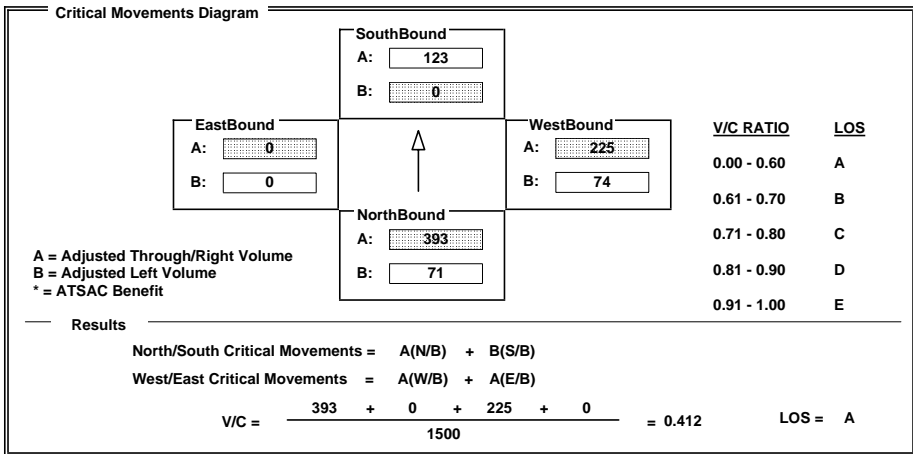 Critical Movements Diagram
SouthBound
A: 123
B: 0
EastBound
A: 0
B: 0
WestBound
A: 225
B: 74
NorthBound
A: 393
B: 71
V/C RATIO LOS
0.00 - 0.60 A
0.61 - 0.70 B
0.71 - 0.80 C
0.81 - 0.90 D
0.91 - 1.00 E
A = Adjusted Through/Right Volume
B = Adjusted Left Volume
* = ATSAC Benefit
Results
North/South Critical Movements = A(N/B) + B(S/B)
West/East Critical Movements = A(W/B) + A(E/B)
V/C = 393 + 0 + 225 + 0 = 0.412 LOS = A
1500